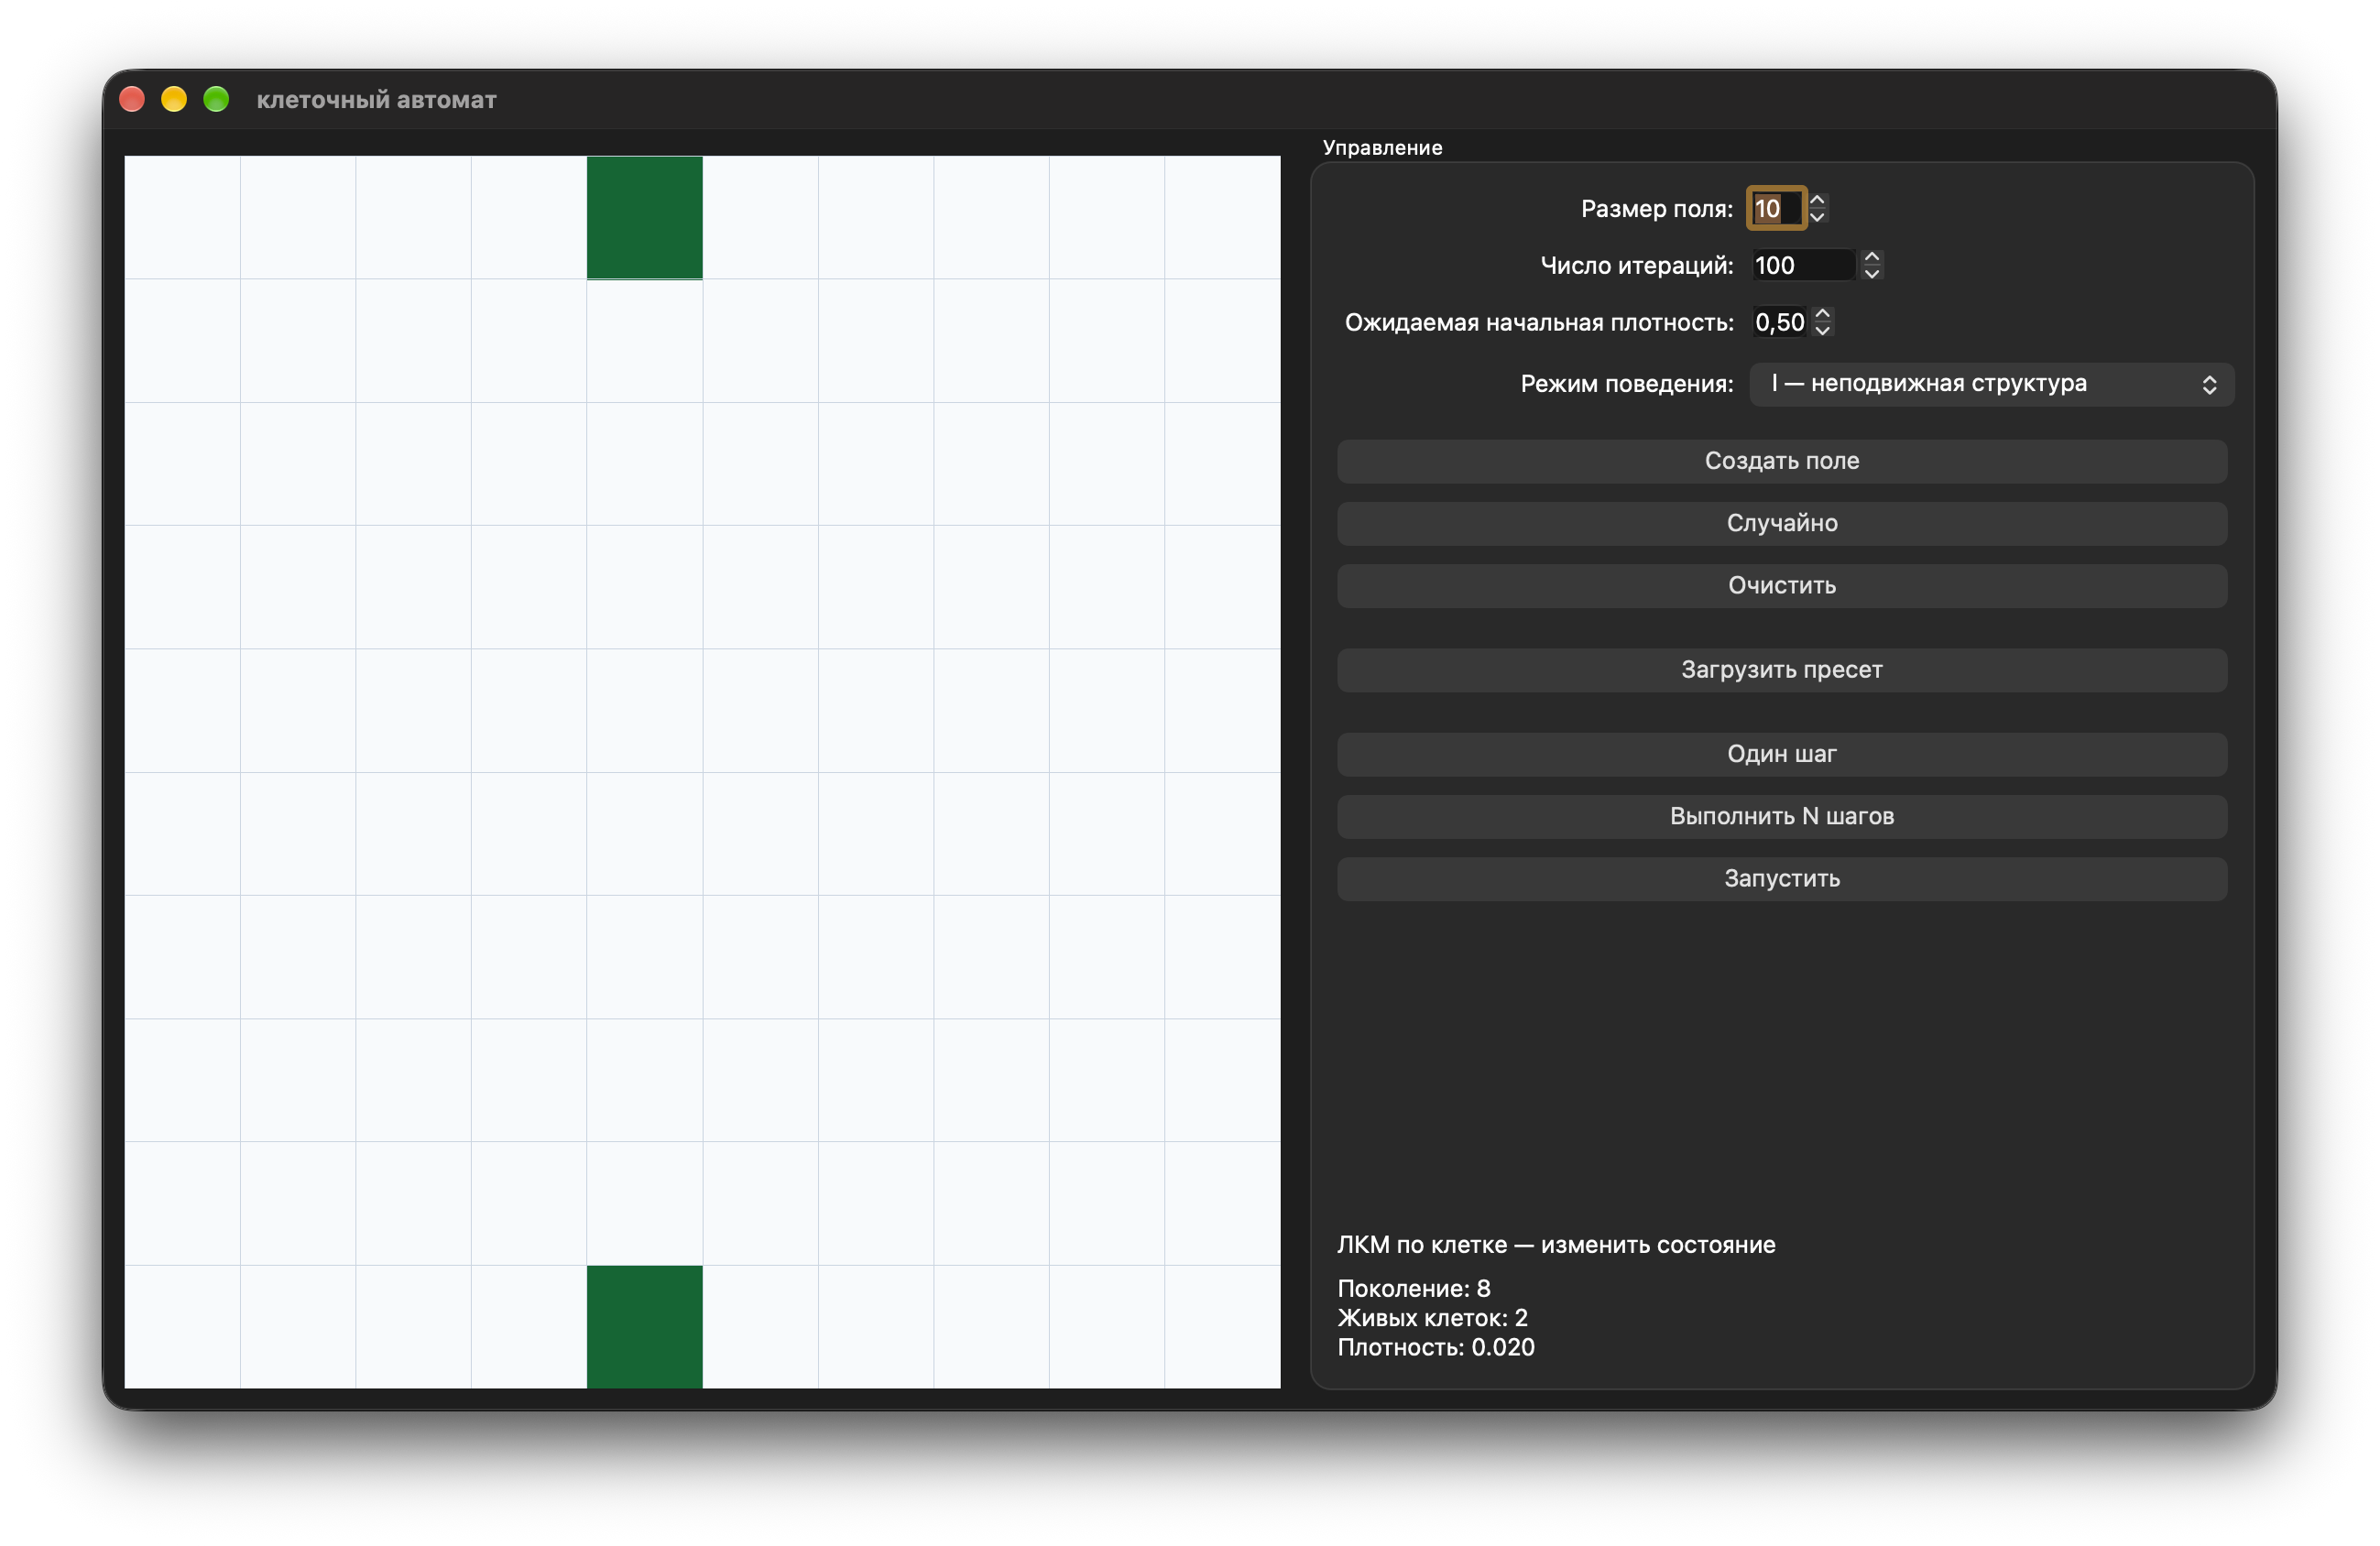 клеточный автомат
Управление
Размер поля: 10
Число итераций: 100
Ожидаемая начальная плотность: 0,50
Режим поведения: I — неподвижная структура
Создать поле
Случайно
Очистить
Загрузить пресет
Один шаг
Выполнить N шагов
Запустить
ЛКМ по клетке — изменить состояние
Поколение: 8
Живых клеток: 2
Плотность: 0.020